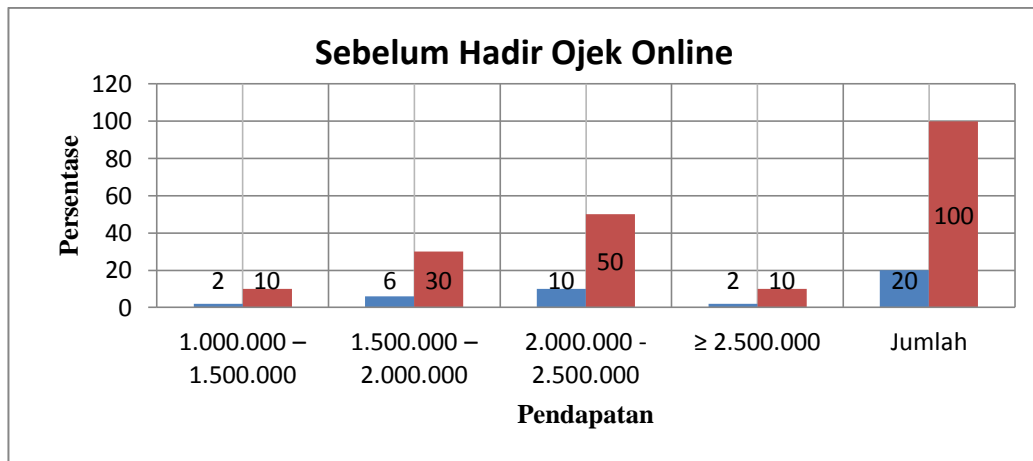 Sebelum Hadir Ojek Online
Persentase
120
100
80
60
40
20
0
2 10 6 30 10 50 2 10 20 100
1.000.000 – 1.500.000 – 2.000.000 - ≥ 2.500.000 Jumlah
1.500.000 2.000.000 2.500.000
Pendapatan